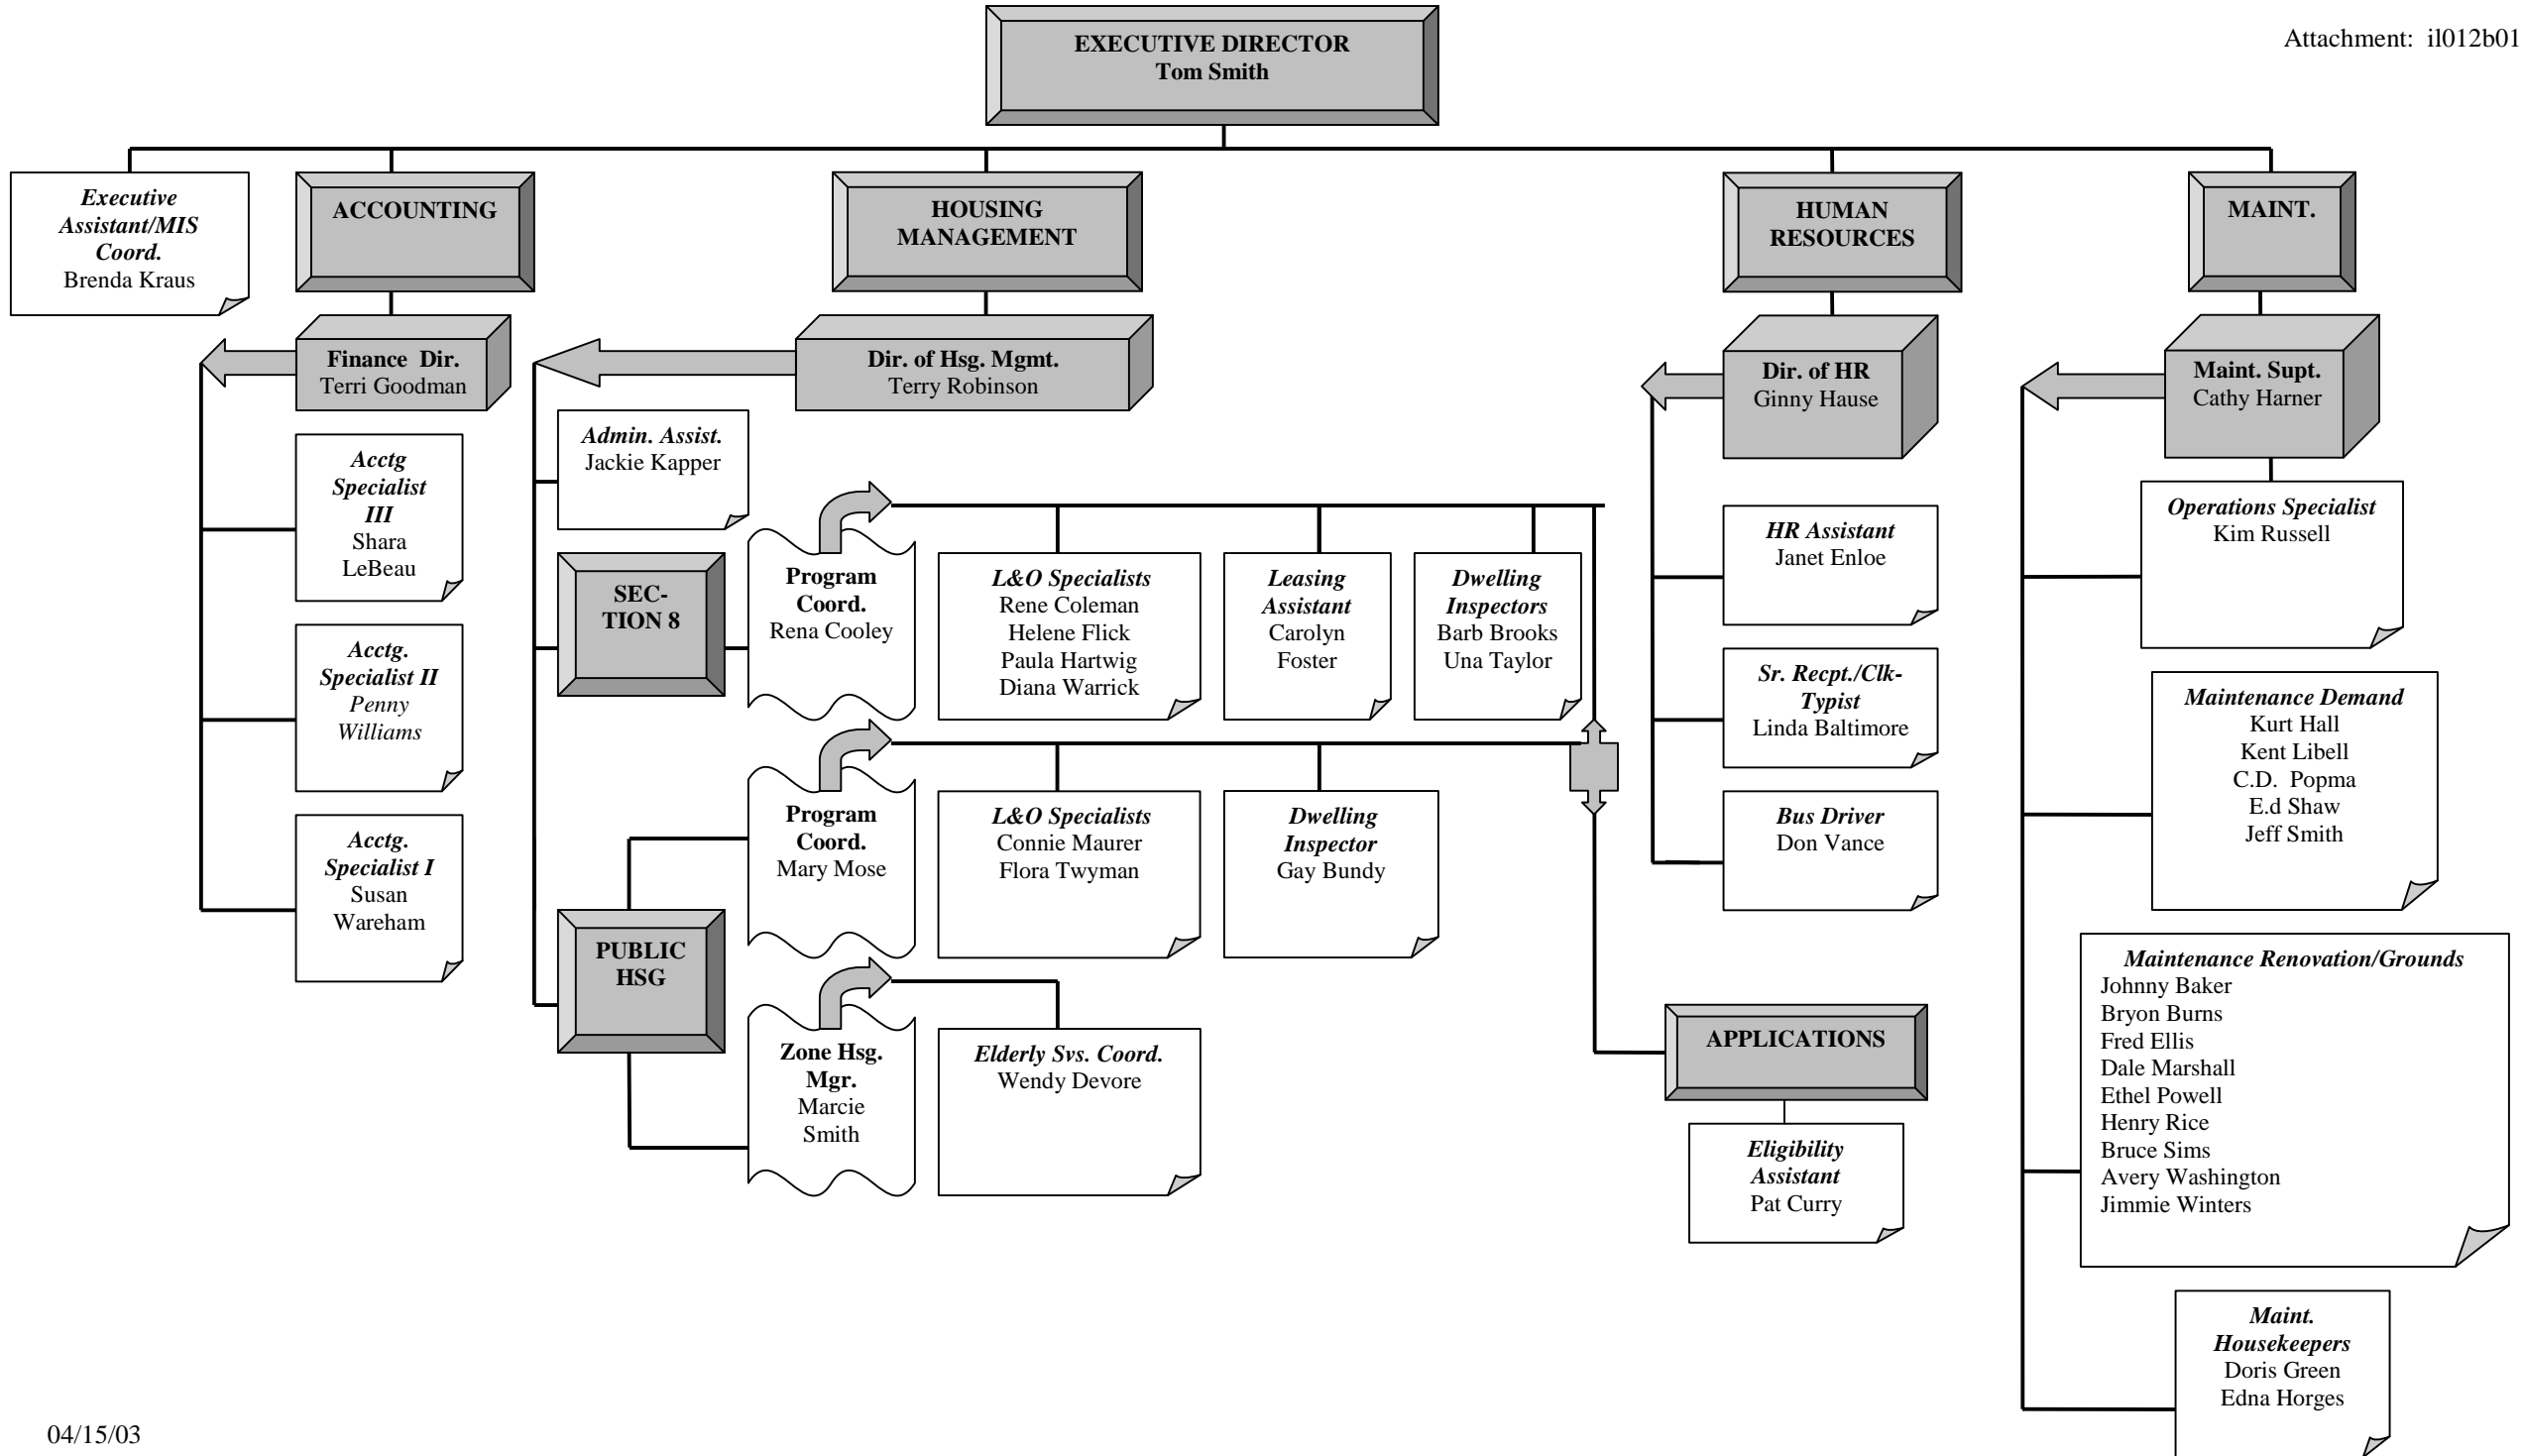 EXECUTIVE DIRECTOR
Tom Smith
Attachment: il012b01
Executive
Assistant/MIS
Coord.
Brenda Kraus
ACCOUNTING
HOUSING
MANAGEMENT
HUMAN
RESOURCES
MAINT.
Finance Dir.
Terri Goodman
Dir. of Hsg. Mgmt.
Terry Robinson
Dir. of HR
Ginny Hause
Maint. Supt.
Cathy Harner
Acctg
Specialist
III
Shara
LeBeau
Acctg.
Specialist II
Penny
Williams
Acctg.
Specialist I
Susan
Wareham
Admin. Assist.
Jackie Kapper
SEC-
TION 8
Program
Coord.
Rena Cooley
L&O Specialists
Rene Coleman
Helene Flick
Paula Hartwig
Diana Warrick
Leasing
Assistant
Carolyn
Foster
Dwelling
Inspectors
Barb Brooks
Una Taylor
PUBLIC
HSG
Program
Coord.
Mary Mose
L&O Specialists
Connie Maurer
Flora Twyman
Dwelling
Inspector
Gay Bundy
Zone Hsg.
Mgr.
Marcie
Smith
Elderly Svs. Coord.
Wendy Devore
APPLICATIONS
Eligibility
Assistant
Pat Curry
HR Assistant
Janet Enloe
Sr. Recpt./Clk-
Typist
Linda Baltimore
Bus Driver
Don Vance
Operations Specialist
Kim Russell
Maintenance Demand
Kurt Hall
Kent Libell
C.D. Popma
E.d Shaw
Jeff Smith
Maintenance Renovation/Grounds
Johnny Baker
Bryon Burns
Fred Ellis
Dale Marshall
Ethel Powell
Henry Rice
Bruce Sims
Avery Washington
Jimmie Winters
Maint.
Housekeepers
Doris Green
Edna Horges
04/15/03